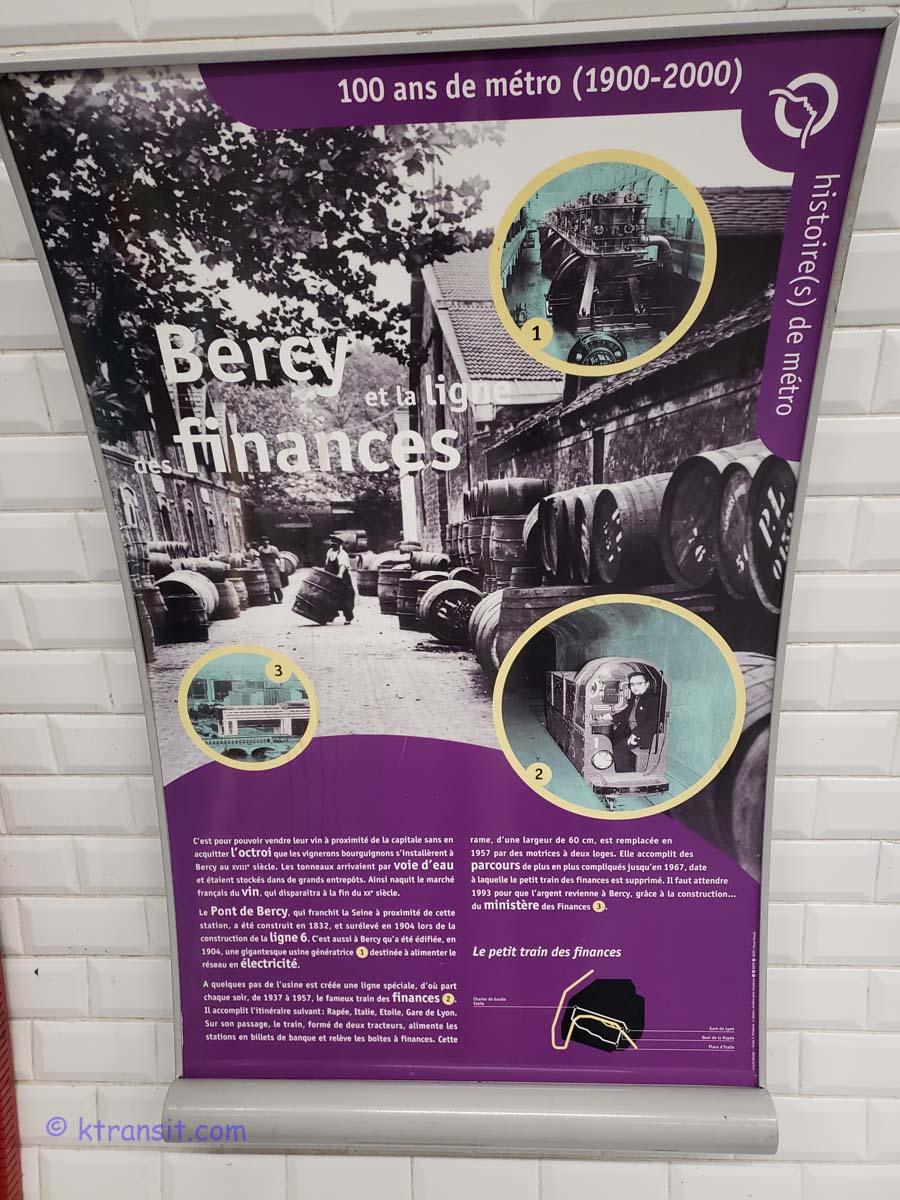 100 ans de métro (1900-2000)
histoire(s) de métro
1
Bercy
et la ligne
des finances
3
2
C'est pour pouvoir vendre leur vin à proximité de la capitale sans en
acquitter l'octroi que les vignerons bourguignons s'installèrent à
Bercy au XVIIIe siècle. Les tonneaux arrivaient par voie d'eau
et étaient stockés dans de grands entrepôts. Ainsi naquit le marché
français du vin, qui disparaîtra à la fin du XXe siècle.
Le Pont de Bercy, qui franchit la Seine à proximité de cette
station, a été construit en 1832, et surélevé en 1904 lors de la
construction de la ligne 6. C'est aussi à Bercy qu'a été édifiée, en
1904, une gigantesque usine génératrice 1 destinée à alimenter le
réseau en électricité.
A quelques pas de l'usine est créée une ligne spéciale, d'où part
chaque soir, de 1937 à 1957, le fameux train des finances 2.
Il accomplit l'itinéraire suivant: Rapée, Italie, Etoile, Gare de Lyon.
Sur son passage, le train, formé de deux tracteurs, alimente les
stations en billets de banque et relève les boîtes à finances. Cette
rame, d'une largeur de 60 cm, est remplacée en
1957 par des motrices à deux loges. Elle accomplit des
parcours de plus en plus compliqués jusqu'en 1967, date
à laquelle le petit train des finances est supprimé. Il faut attendre
1993 pour que l'argent revienne à Bercy, grâce à la construction...
du ministère des Finances 3.
Le petit train des finances
Charles de Gaulle
Etoile
Gare de Lyon
Quai de la Rapée
Place d'Italie
© ktransit.com